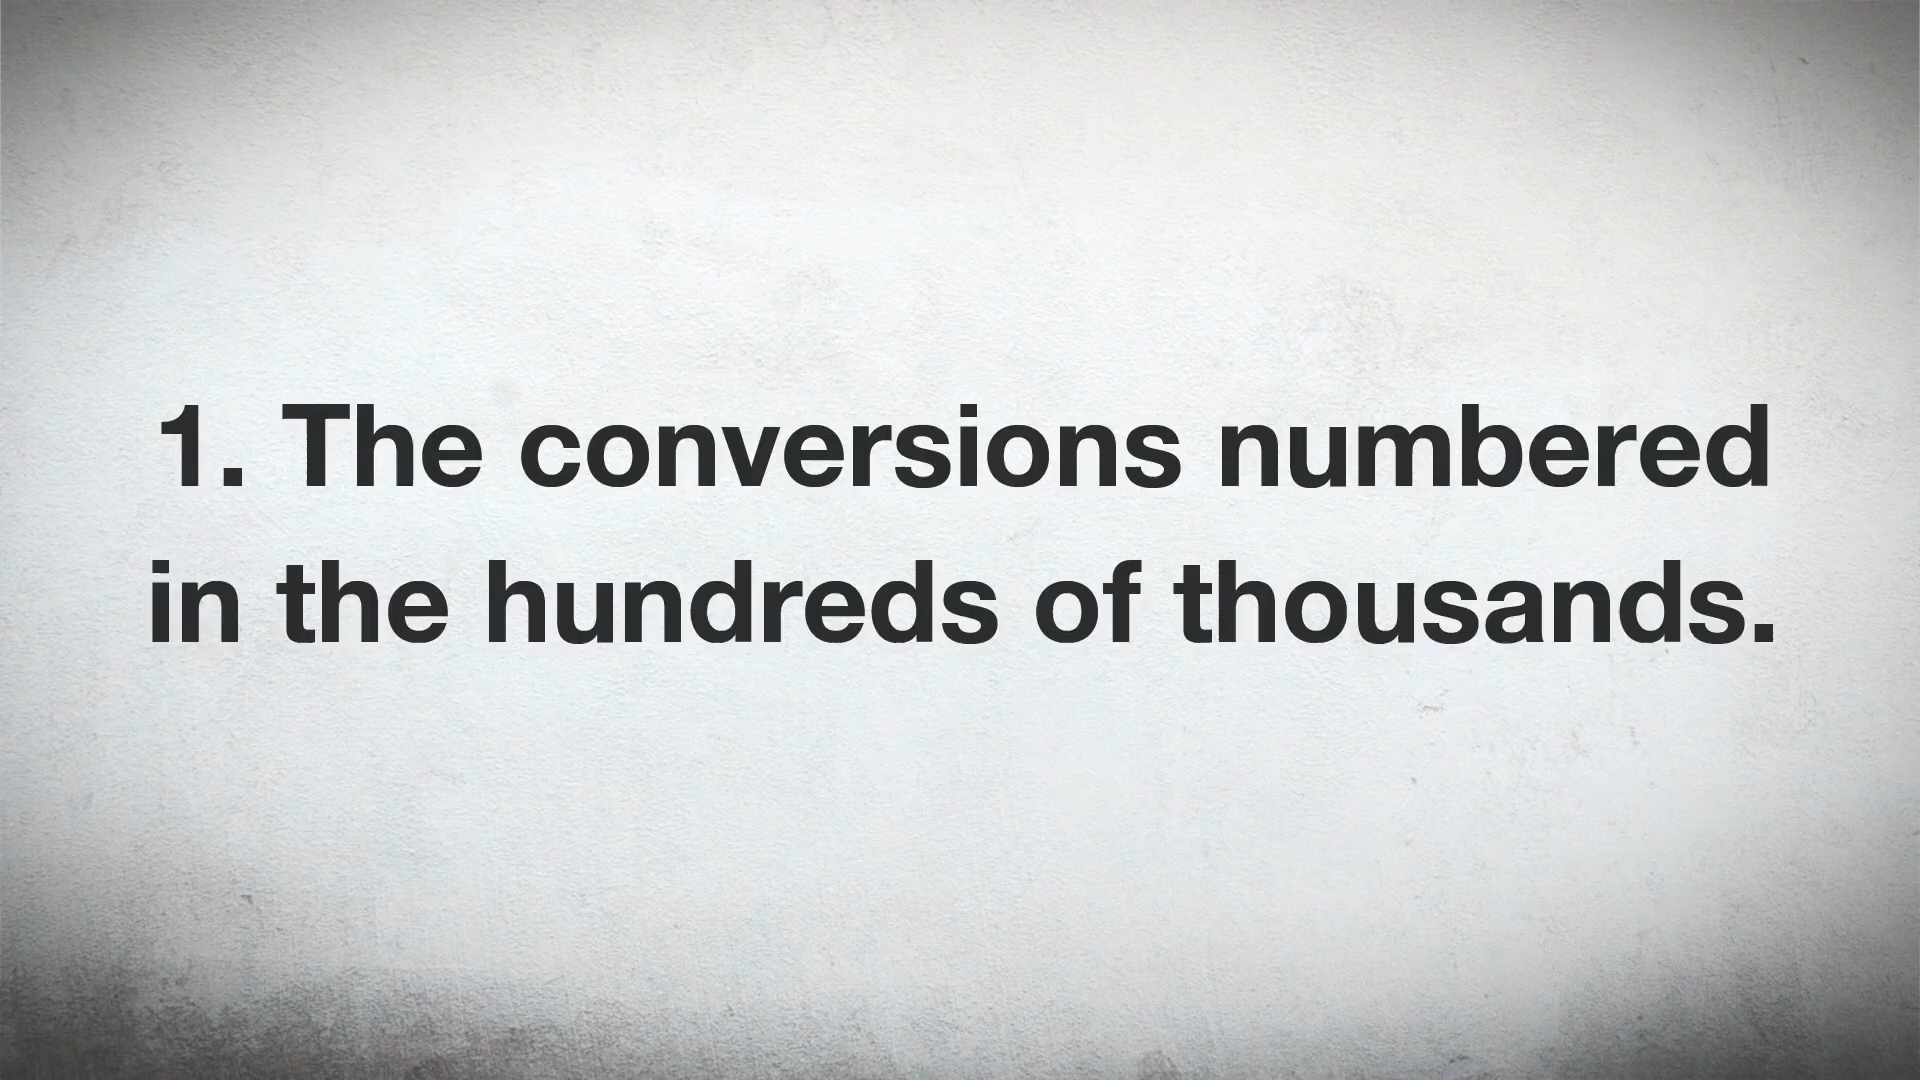 1. The conversions numbered
in the hundreds of thousands.